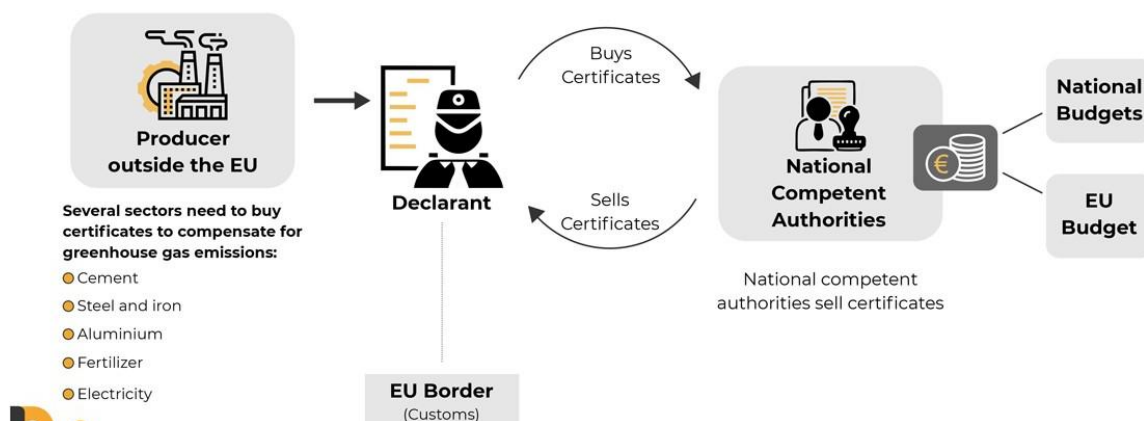 Producer
outside the EU
Several sectors need to buy
certificates to compensate for
greenhouse gas emissions:
Cement
Steel and iron
Aluminium
Fertilizer
Electricity
Declarant
EU Border
(Customs)
Buys
Certificates
Sells
Certificates
National
Competent
Authorities
National competent
authorities sell certificates
€
National
Budgets
EU
Budget